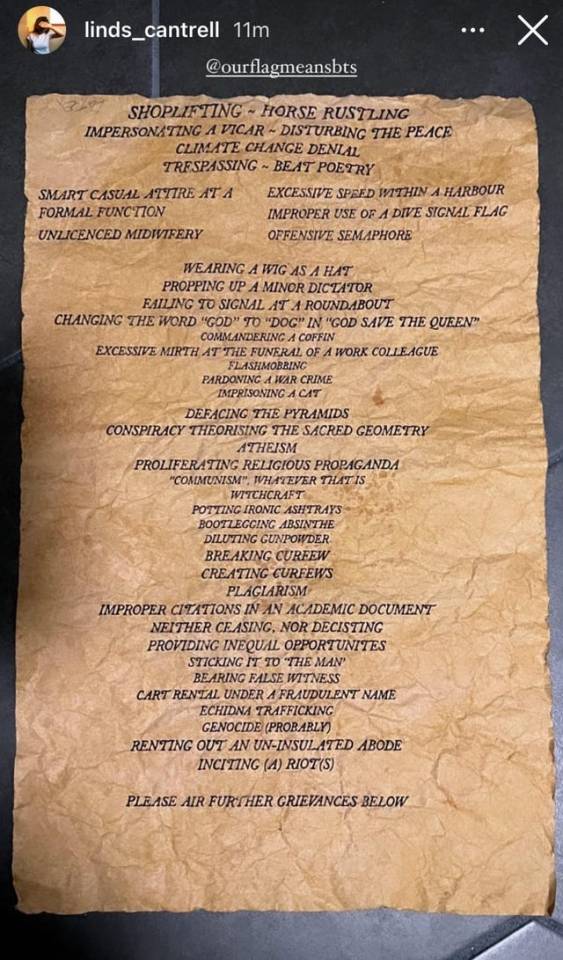 linds_cantrell 11m
@ourflagmeansbts
SHOPLIFTING ~ HORSE RUSTLING
IMPERSONATING A VICAR ~ DISTURBING THE PEACE
CLIMATE CHANGE DENIAL
TRESPASSING ~ BEAT POETRY
SMART CASUAL ATTIRE AT A
FORMAL FUNCTION
UNLICENCED MIDWIFERY
EXCESSIVE SPEED WITHIN A HARBOUR
IMPROPER USE OF A DIVE SIGNAL FLAG
OFFENSIVE SEMAPHORE
WEARING A WIG AS A HAT
PROPPING UP A MINOR DICTATOR
FAILING TO SIGNAL AT A ROUNDABOUT
CHANGING THE WORD "GOD" TO "DOG" IN "GOD SAVE THE QUEEN"
COMMANDERING A COFFIN
EXCESSIVE MIRTH AT THE FUNERAL OF A WORK COLLEAGUE
FLASHMOBBING
PARDONING A WAR CRIME
IMPRISONING A CAT
DEFACING THE PYRAMIDS
CONSPIRACY THEORISING THE SACRED GEOMETRY
ATHEISM
PROLIFERATING RELIGIOUS PROPAGANDA
"COMMUNISM", WHATEVER THAT IS
WITCHCRAFT
POTTING IRONIC ASHTRAYS
BOOTLEGGING ABSINTHE
DILUTING GUNPOWDER
BREAKING CURFEW
CREATING CURFEWS
PLAGIARISM
IMPROPER CITATIONS IN AN ACADEMIC DOCUMENT
NEITHER CEASING, NOR DECISTING
PROVIDING INEQUAL OPPORTUNITES
STICKING IT TO 'THE MAN'
BEARING FALSE WITNESS
CART RENTAL UNDER A FRAUDULENT NAME
ECHIDNA TRAFFICKING
GENOCIDE (PROBABLY)
RENTING OUT AN UN-INSULATED ABODE
INCITING (A) RIOT(S)
PLEASE AIR FURTHER GRIEVANCES BELOW